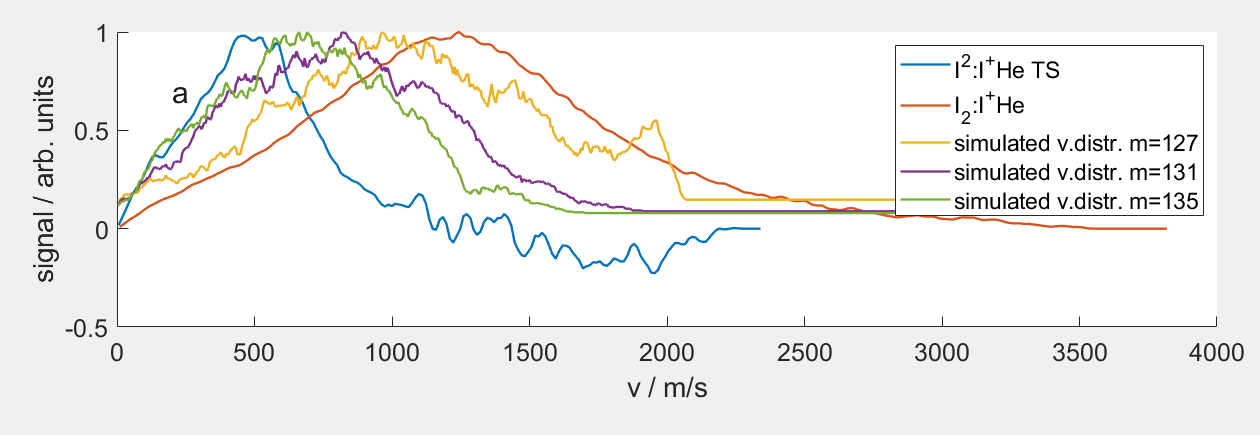 1
0.5
0
-0.5
signal / arb. units
a
I²:I⁺He TS
I₂:I⁺He
simulated v.distr. m=127
simulated v.distr. m=131
simulated v.distr. m=135
0 500 1000 1500 2000 2500 3000 3500 4000
v / m/s